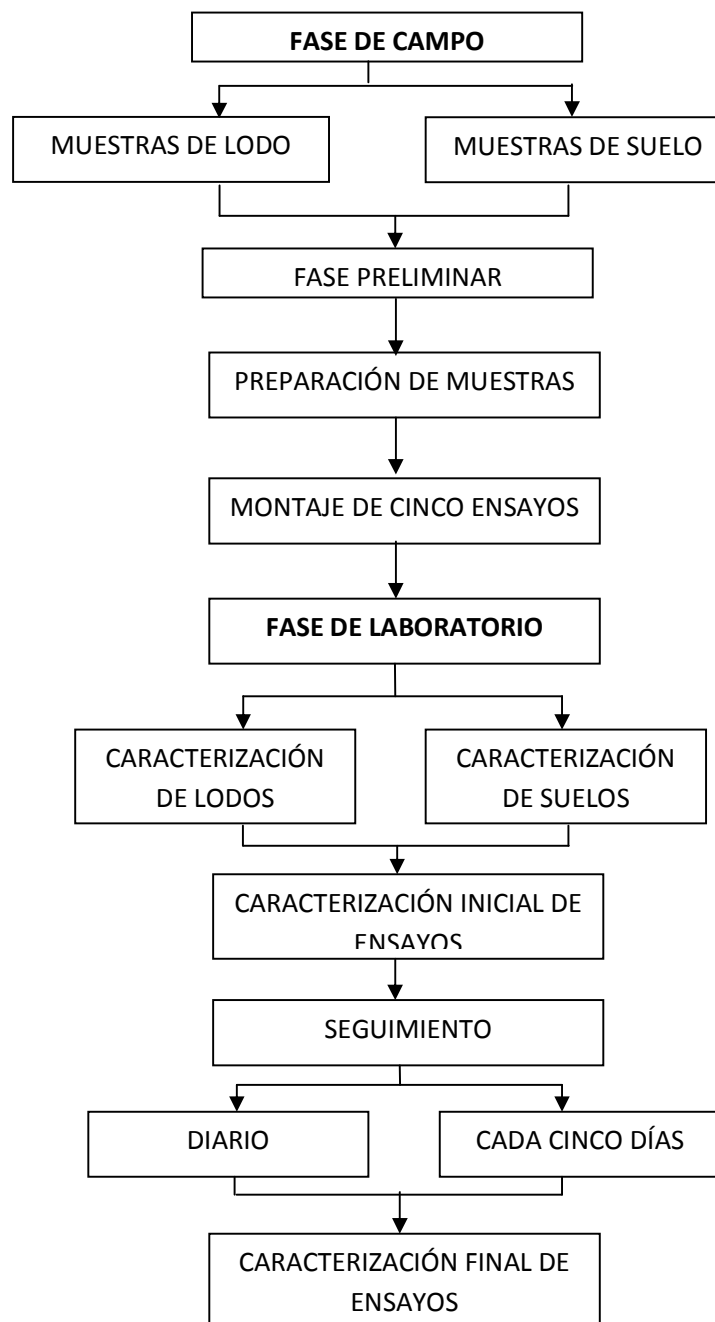 FASE DE CAMPO
MUESTRAS DE LODO
MUESTRAS DE SUELO
FASE PRELIMINAR
PREPARACIÓN DE MUESTRAS
MONTAJE DE CINCO ENSAYOS
FASE DE LABORATORIO
CARACTERIZACIÓN
DE LODOS
CARACTERIZACIÓN
DE SUELOS
CARACTERIZACIÓN INICIAL DE
ENSAYOS
SEGUIMIENTO
DIARIO
CADA CINCO DÍAS
CARACTERIZACIÓN FINAL DE
ENSAYOS